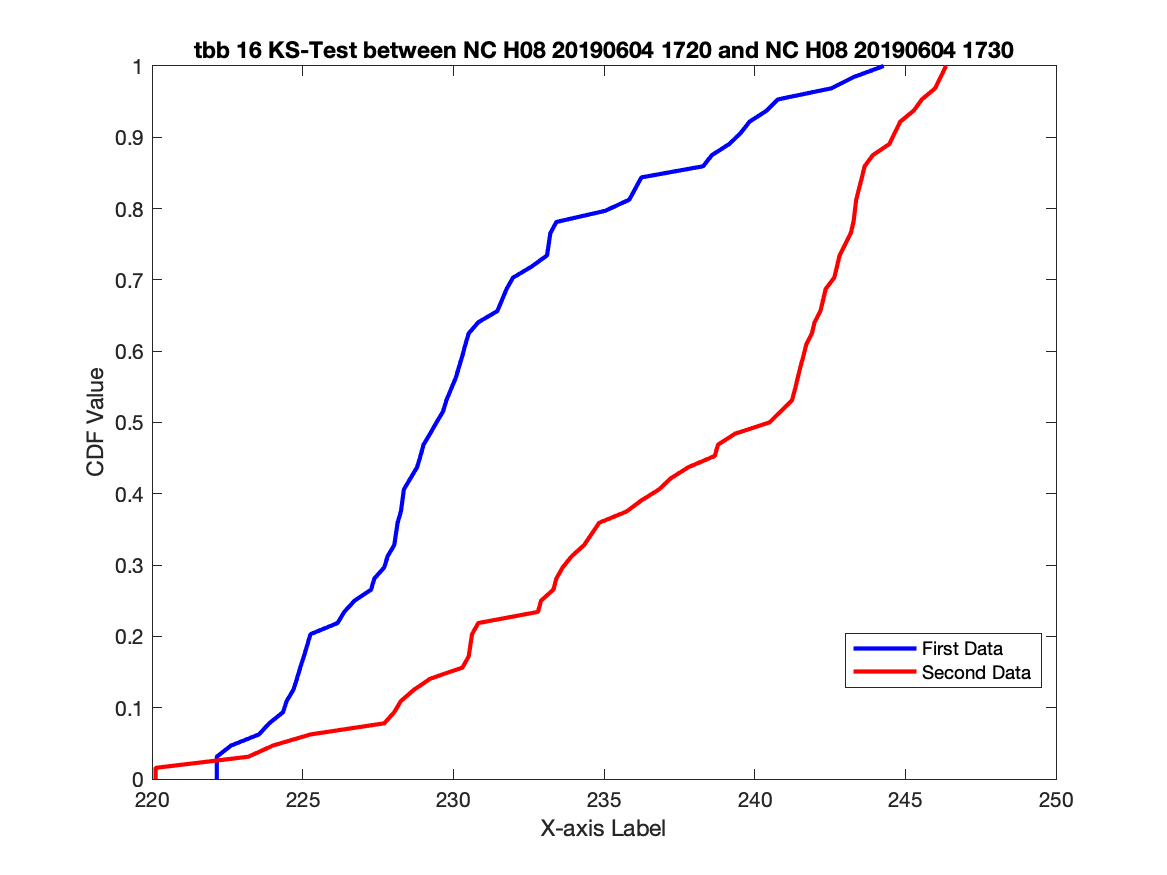 tbb 16 KS-Test between NC H08 20190604 1720 and NC H08 20190604 1730
1
0.9
0.8
0.7
0.6
0.5
0.4
0.3
0.2
0.1
0
CDF Value
First Data
Second Data
220 225 230 235 240 245 250
X-axis Label